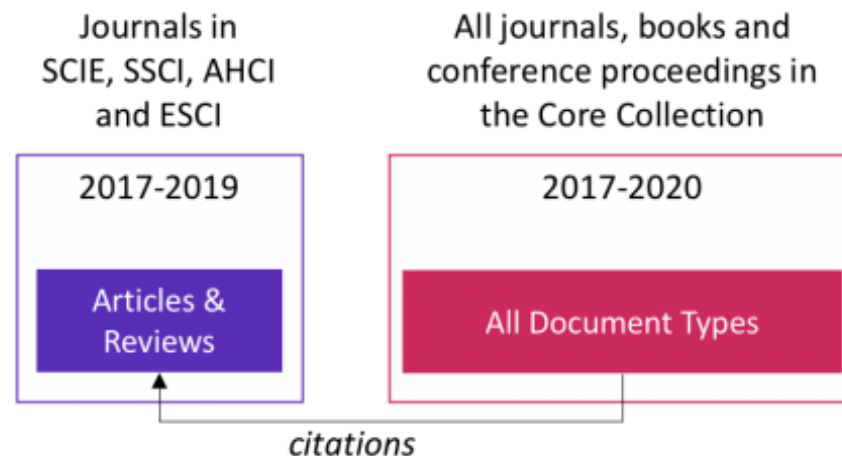 Journals in
SCIE, SSCI, AHCI
and ESCI
2017-2019
Articles &
Reviews
All journals, books and
conference proceedings in
the Core Collection
2017-2020
All Document Types
citations